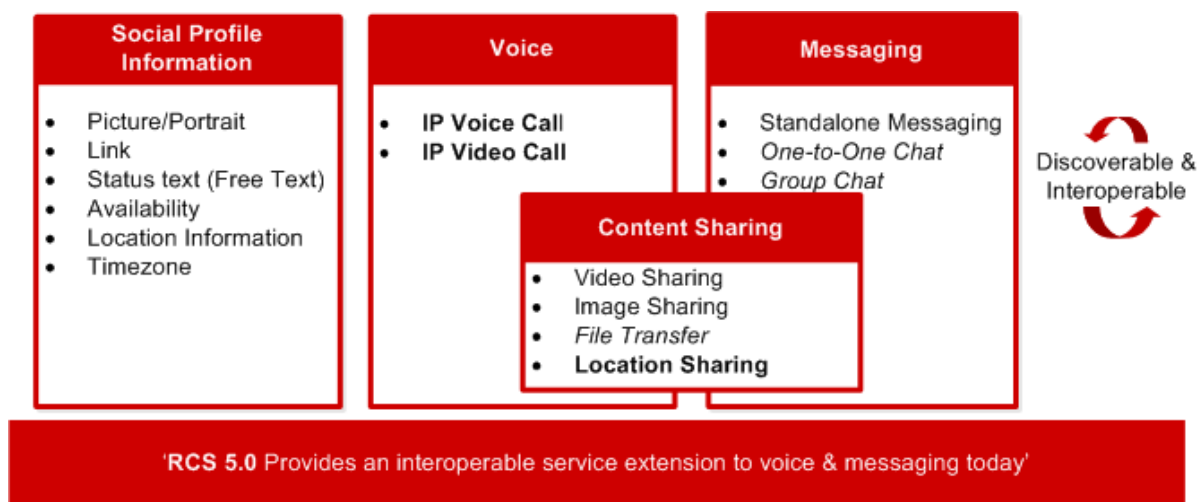 Social Profile
Information
• Picture/Portrait
• Link
• Status text (Free Text)
• Availability
• Location Information
• Timezone
Voice
• IP Voice Call
• IP Video Call
Messaging
• Standalone Messaging
• One-to-One Chat
• Group Chat
Content Sharing
• Video Sharing
• Image Sharing
• File Transfer
• Location Sharing
Discoverable &
Interoperable
'RCS 5.0 Provides an interoperable service extension to voice & messaging today'